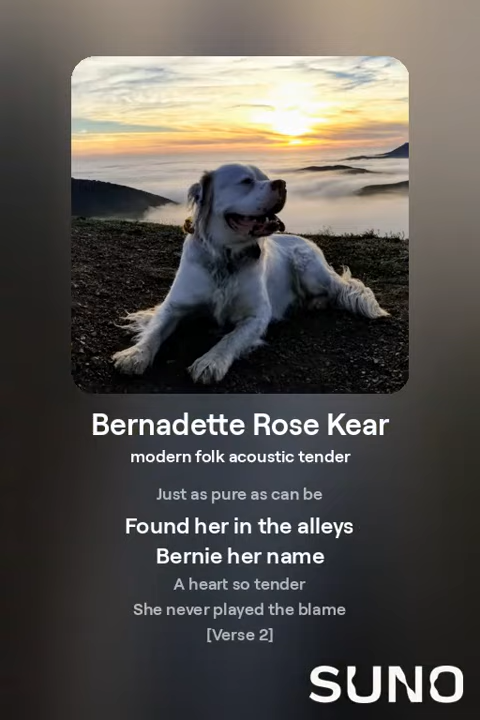 Bernadette Rose Kear
modern folk acoustic tender
Just as pure as can be
Found her in the alleys
Bernie her name
A heart so tender
She never played the blame
[Verse 2]
SUNO